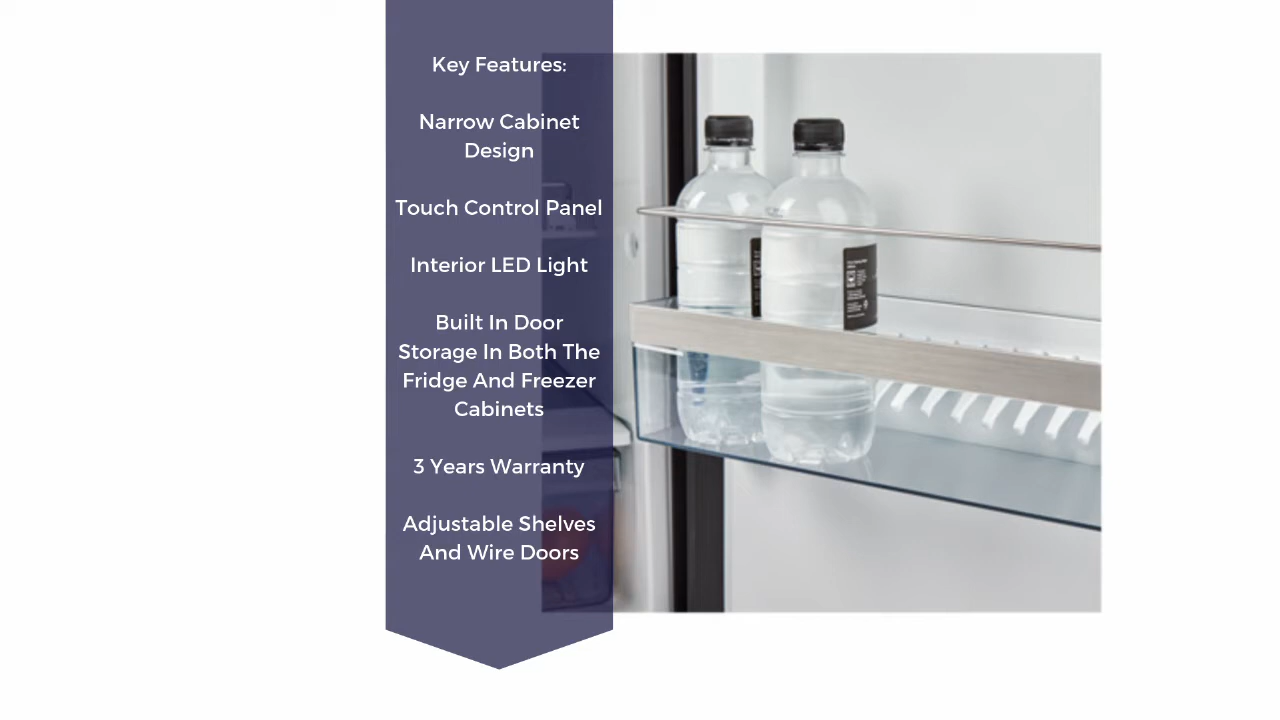 Key Features:
Narrow Cabinet
Design
Touch Control Panel
Interior LED Light
Built In Door
Storage In Both The
Fridge And Freezer
Cabinets
3 Years Warranty
Adjustable Shelves
And Wire Doors